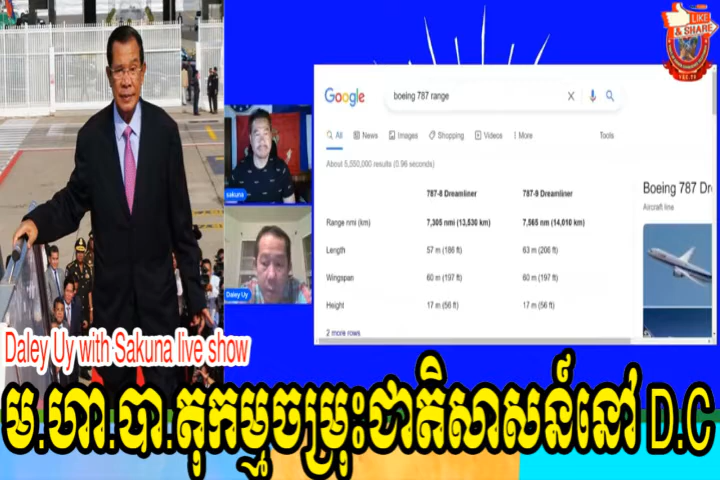 LIKE
& SHARE
Google
boeing 787 range
All News Images Shopping Videos More Tools
About 5,550,000 results (0.96 seconds)
787-8 Dreamliner 787-9 Dreamliner
Range nmi (km) 7,305 nmi (13,530 km) 7,565 nmi (14,010 km)
Length 57 m (186 ft) 63 m (206 ft)
Wingspan 60 m (197 ft) 60 m (197 ft)
Height 17 m (56 ft) 17 m (56 ft)
2 more rows
Boeing 787 Dr
Aircraft line
sakuna
Daley Uy
Daley Uy with Sakuna live show
ម.ហា.បា.តុកម្មចម្រុះជាតិសាសន៍នៅ D.C